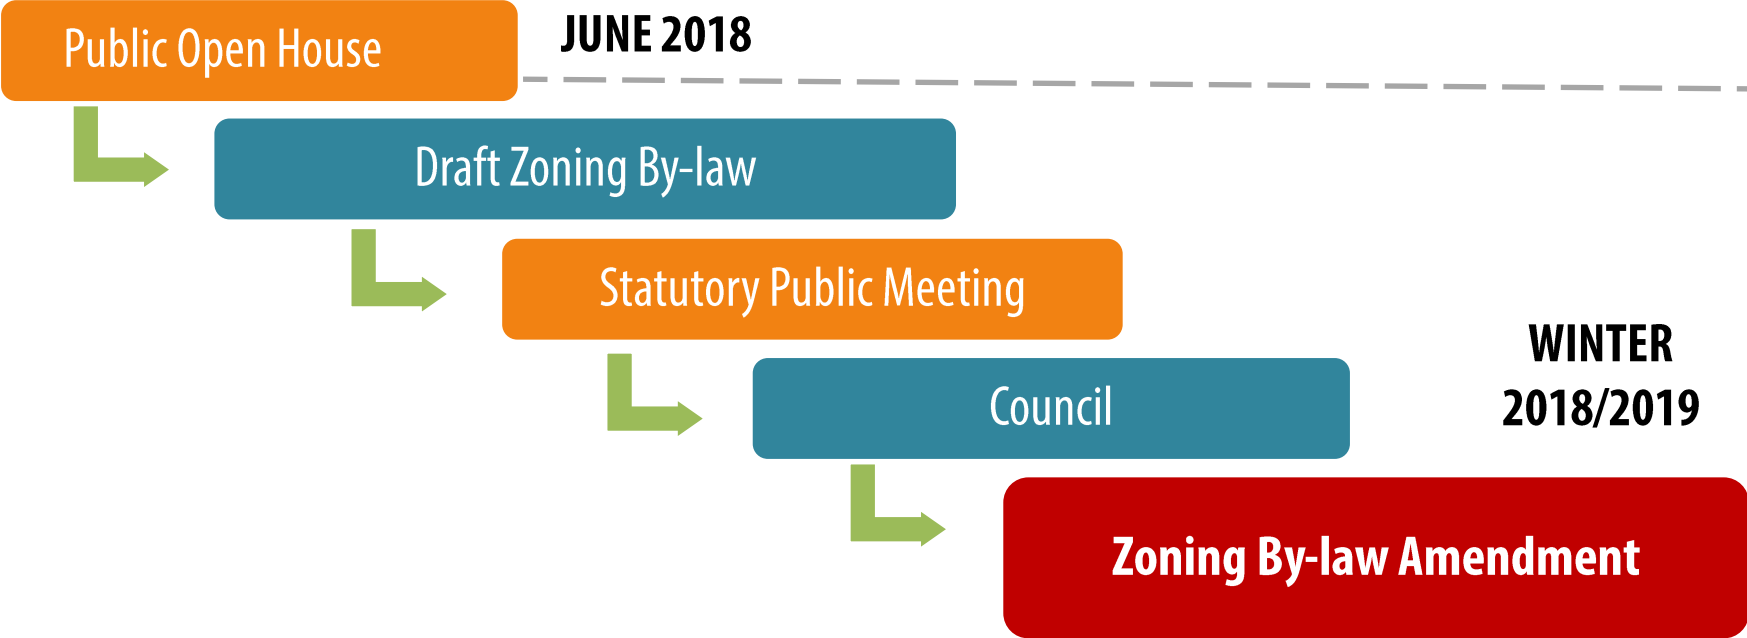 Public Open House
JUNE 2018
Draft Zoning By-law
Statutory Public Meeting
WINTER
2018/2019
Council
Zoning By-law Amendment